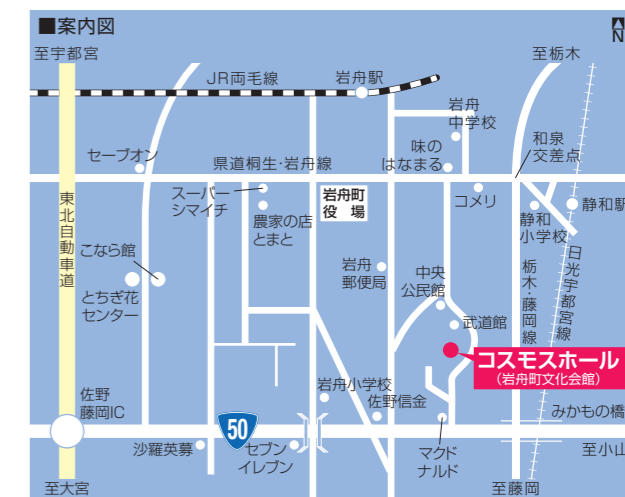 ■案内図
N
至宇都宮
至栃木
JR両毛線
岩舟駅
岩舟
中学校
味の
はなまる
和泉
交差点
セーブオン
県道桐生・岩舟線
スーパー
シマイチ
岩舟町
役 場
コメリ
静和駅
静和
小学校
農家の店
とまと
東北自動車道
こなら館
とちぎ花
センター
岩舟
郵便局
中央
公民館
武道館
栃木・藤岡線
日光宇都宮線
コスモスホール
(岩舟町文化会館)
岩舟小学校
佐野信金
佐野
藤岡IC
みかもの橋
50
沙羅英慕
セブン
イレブン
マクド
ナルド
至小山
至大宮
至藤岡